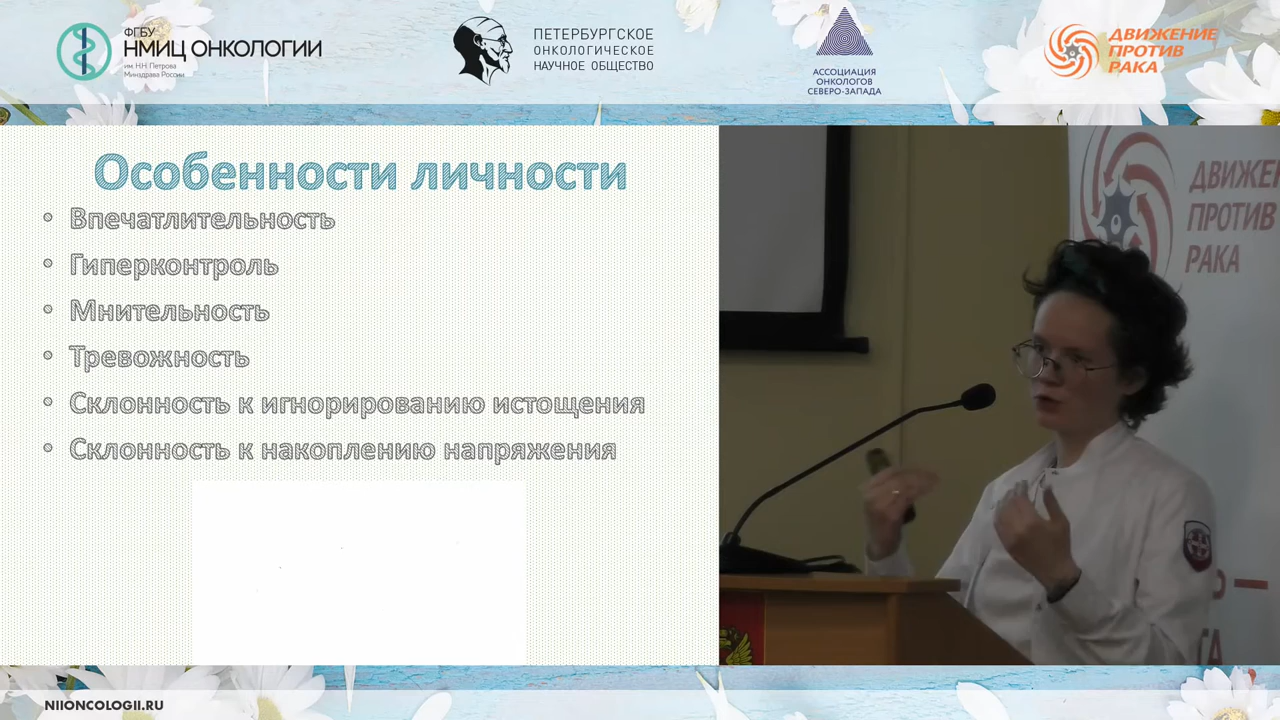 ФГБУ
НМИЦ ОНКОЛОГИИ
им. Н.Н. Петрова
Минздрава России
ПЕТЕРБУРГСКОЕ
ОНКОЛОГИЧЕСКОЕ
НАУЧНОЕ ОБЩЕСТВО
АССОЦИАЦИЯ
ОНКОЛОГОВ
СЕВЕРО-ЗАПАДА
ДВИЖЕНИЕ
ПРОТИВ
РАКА
Особенности личности
• Впечатлительность
• Гиперконтроль
• Мнительность
• Тревожность
• Склонность к игнорированию истощения
• Склонность к накоплению напряжения
ДВИЖЕ
ПРОТИВ
РАКА
NIIONCOLOGII.RU